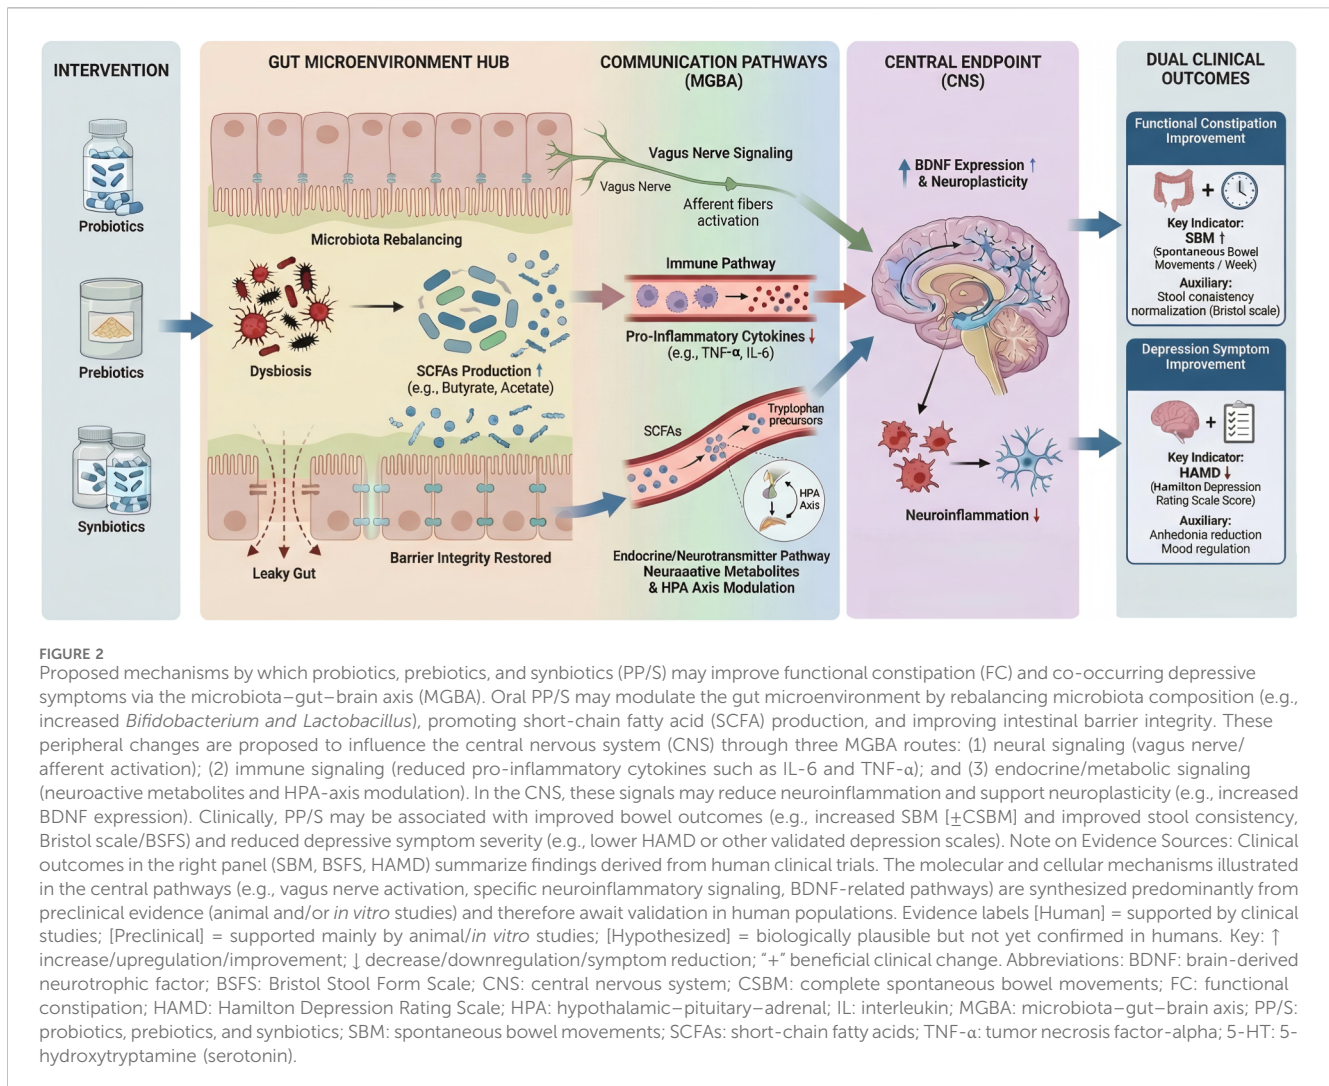 INTERVENTION
Probiotics
Prebiotics
Synbiotics
GUT MICROENVIRONMENT HUB
Microbiota Rebalancing
Dysbiosis
SCFAs Production ↑
(e.g., Butyrate, Acetate)
Leaky Gut
Barrier Integrity Restored
COMMUNICATION PATHWAYS
(MGBA)
Vagus Nerve Signaling
Vagus Nerve
Afferent fibers
activation
Immune Pathway
Pro-Inflammatory Cytokines ↓
(e.g., TNF-α, IL-6)
SCFAs
Tryptophan
precursors
HPA
Axis
Endocrine/Neurotransmitter Pathway
Neuraaative Metabolites
& HPA Axis Modulation
CENTRAL ENDPOINT
(CNS)
↑ BDNF Expression ↑
& Neuroplasticity
Neuroinflammation ↓
DUAL CLINICAL
OUTCOMES
Functional Constipation
Improvement
+
Key Indicator:
SBM ↑
(Spontaneous Bowel
Movements / Week)
Auxiliary:
Stool conaistency
normalization (Bristol scale)
Depression Symptom
Improvement
+
Key Indicator:
HAMD ↓
(Hamilton Depression
Rating Scale Score)
Auxiliary:
Anhedonia reduction
Mood regulation
FIGURE 2
Proposed mechanisms by which probiotics, prebiotics, and synbiotics (PP/S) may improve functional constipation (FC) and co-occurring depressive
symptoms via the microbiota–gut–brain axis (MGBA). Oral PP/S may modulate the gut microenvironment by rebalancing microbiota composition (e.g.,
increased Bifidobacterium and Lactobacillus), promoting short-chain fatty acid (SCFA) production, and improving intestinal barrier integrity. These
peripheral changes are proposed to influence the central nervous system (CNS) through three MGBA routes: (1) neural signaling (vagus nerve/
afferent activation); (2) immune signaling (reduced pro-inflammatory cytokines such as IL-6 and TNF-α); and (3) endocrine/metabolic signaling
(neuroactive metabolites and HPA-axis modulation). In the CNS, these signals may reduce neuroinflammation and support neuroplasticity (e.g., increased
BDNF expression). Clinically, PP/S may be associated with improved bowel outcomes (e.g., increased SBM [±CSBM] and improved stool consistency,
Bristol scale/BSFS) and reduced depressive symptom severity (e.g., lower HAMD or other validated depression scales). Note on Evidence Sources: Clinical
outcomes in the right panel (SBM, BSFS, HAMD) summarize findings derived from human clinical trials. The molecular and cellular mechanisms illustrated
in the central pathways (e.g., vagus nerve activation, specific neuroinflammatory signaling, BDNF-related pathways) are synthesized predominantly from
preclinical evidence (animal and/or in vitro studies) and therefore await validation in human populations. Evidence labels [Human] = supported by clinical
studies; [Preclinical] = supported mainly by animal/in vitro studies; [Hypothesized] = biologically plausible but not yet confirmed in humans. Key: ↑
increase/upregulation/improvement; ↓ decrease/downregulation/symptom reduction; “+” beneficial clinical change. Abbreviations: BDNF: brain-derived
neurotrophic factor; BSFS: Bristol Stool Form Scale; CNS: central nervous system; CSBM: complete spontaneous bowel movements; FC: functional
constipation; HAMD: Hamilton Depression Rating Scale; HPA: hypothalamic–pituitary–adrenal; IL: interleukin; MGBA: microbiota–gut–brain axis; PP/S:
probiotics, prebiotics, and synbiotics; SBM: spontaneous bowel movements; SCFAs: short-chain fatty acids; TNF-α: tumor necrosis factor-alpha; 5-HT: 5-
hydroxytryptamine (serotonin).